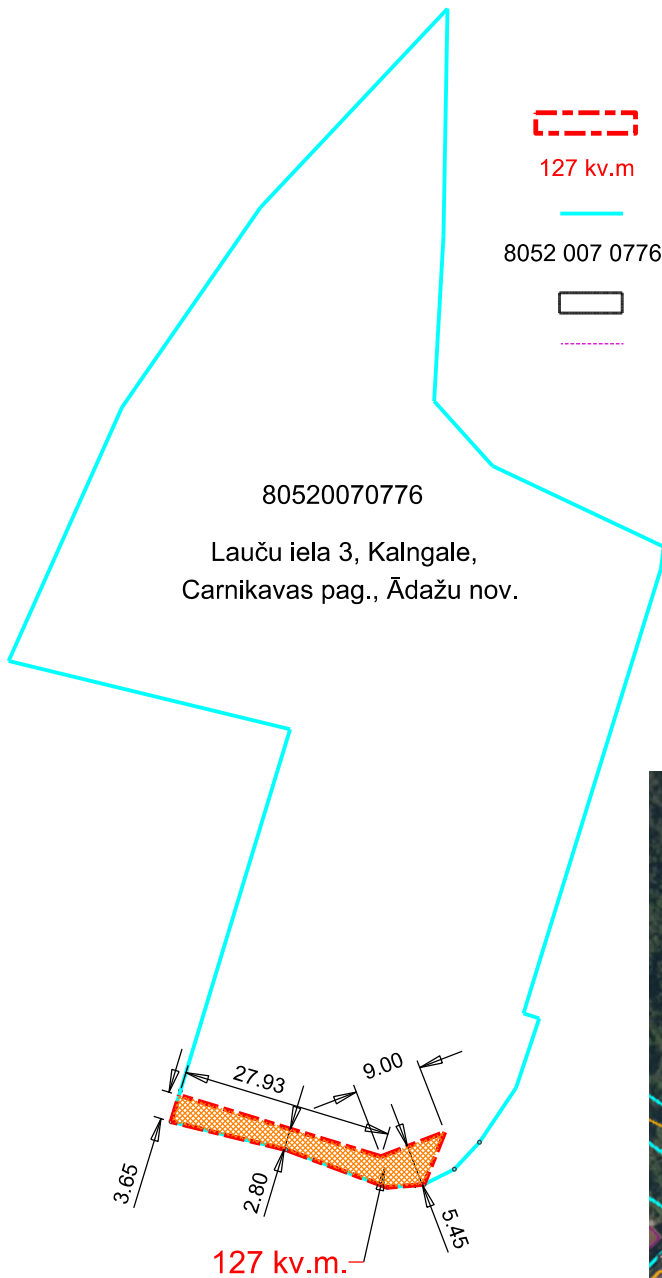 127 kv.m
8052 007 0776
80520070776
Lauču iela 3, Kalngale,
Carnikavas pag., Ādažu nov.
27.93
9.00
3.65
2.80
5.45
127 kv.m.